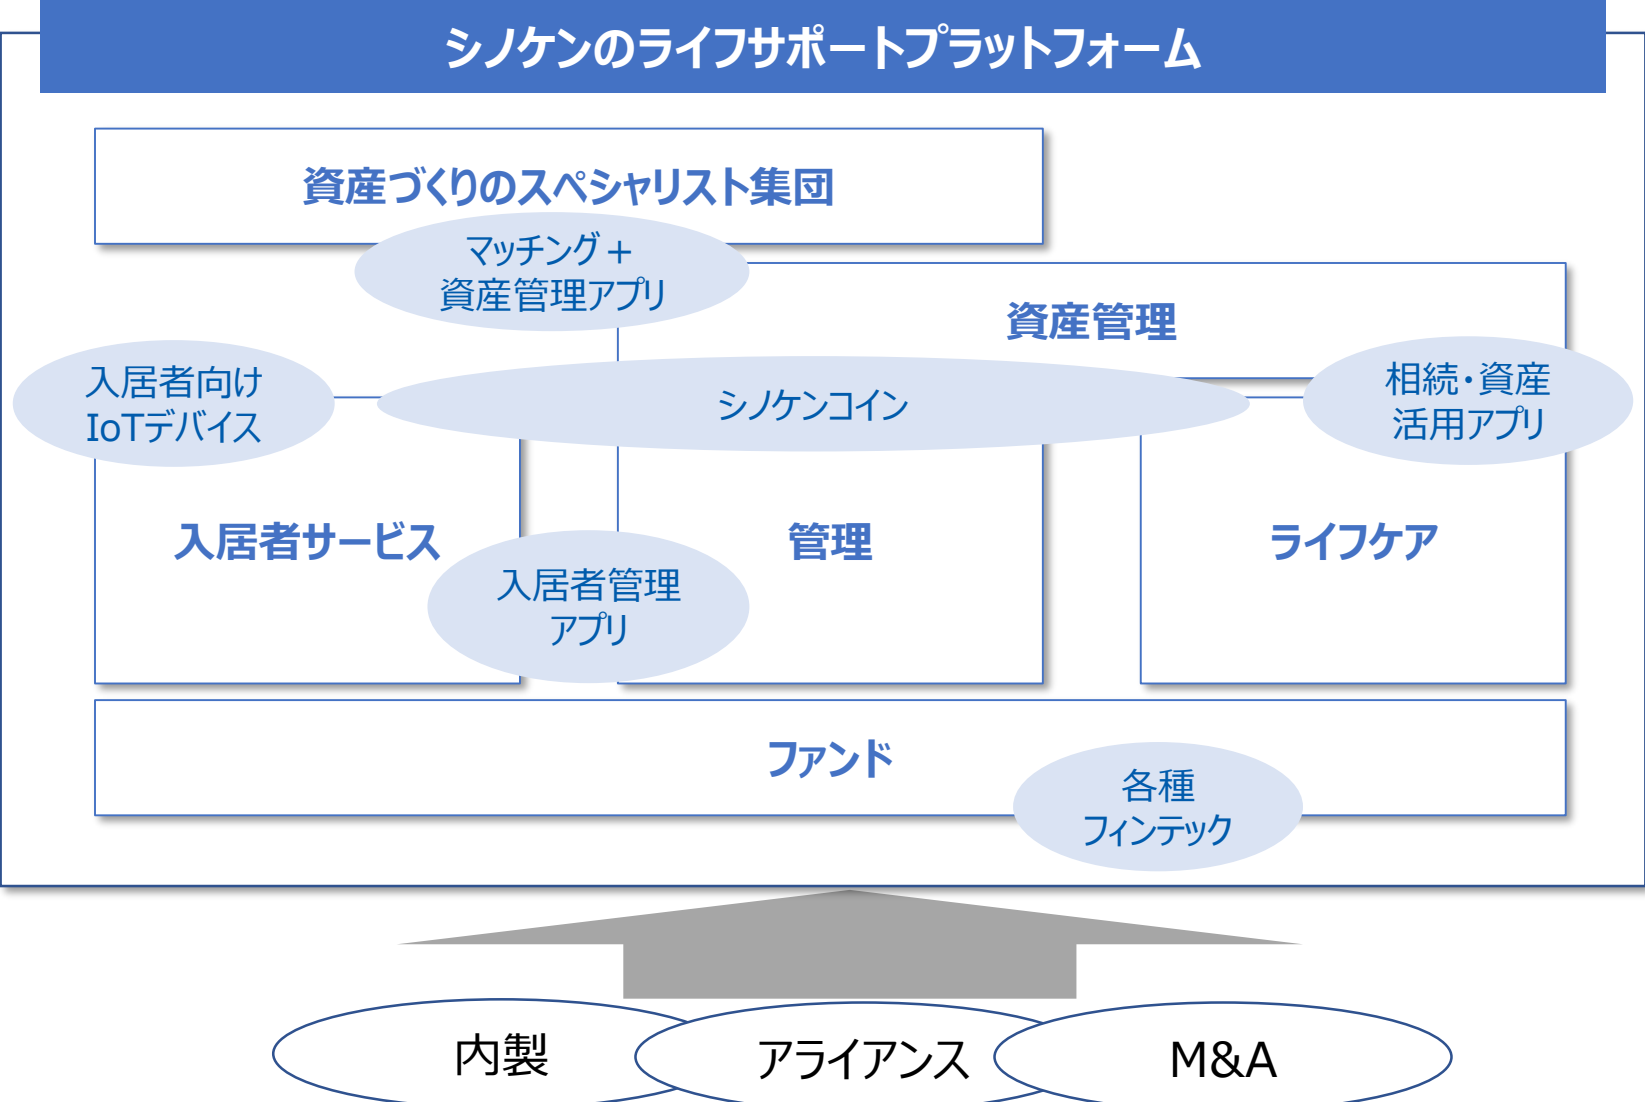 シノケンのライフサポートプラットフォーム
資産づくりのスペシャリスト集団
マッチング＋
資産管理アプリ
資産管理
入居者向け
IoTデバイス
シノケンコイン
相続・資産
活用アプリ
入居者サービス
管理
ライフケア
入居者管理
アプリ
ファンド
各種
フィンテック
内製
アライアンス
M&A